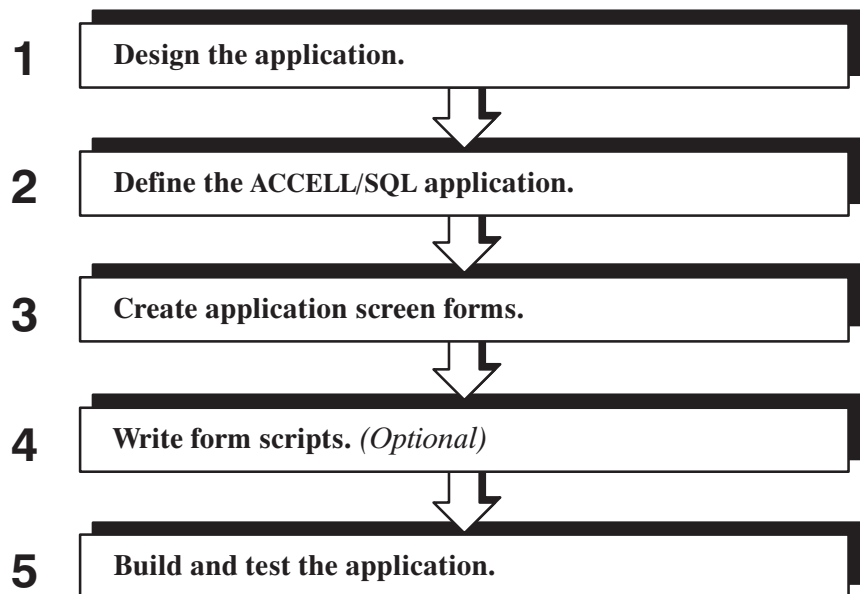 1 Design the application.
2 Define the ACCELL/SQL application.
3 Create application screen forms.
4 Write form scripts. (Optional)
5 Build and test the application.